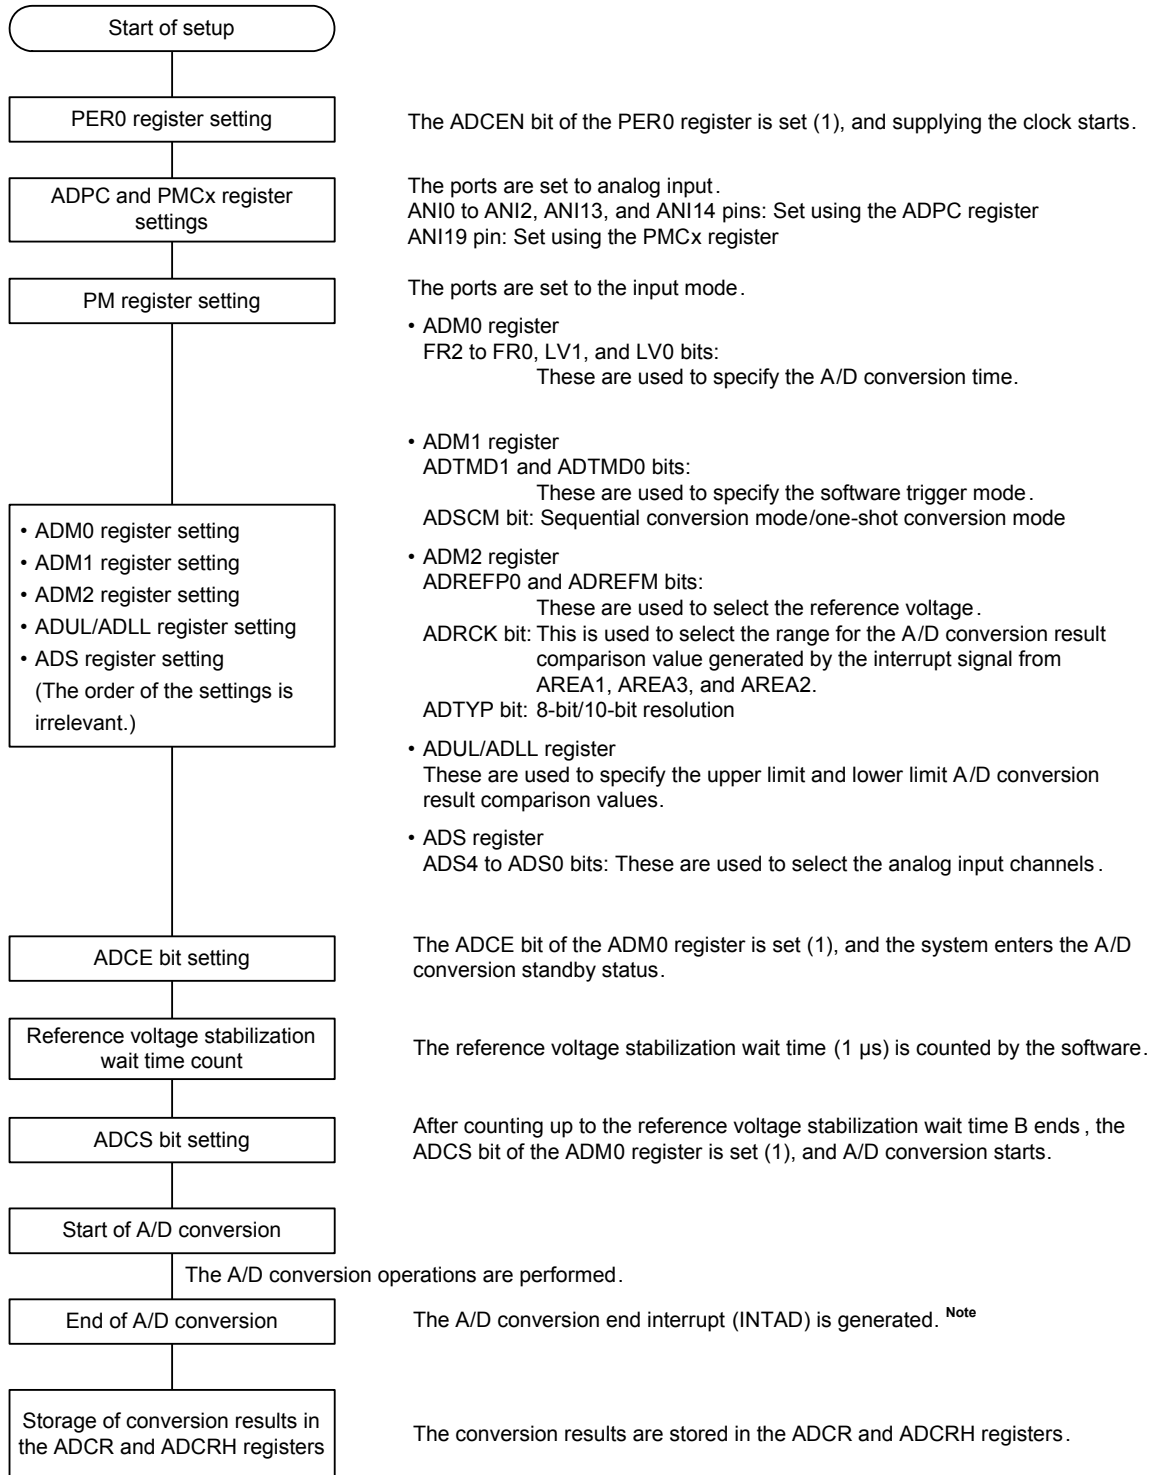 Start of setup
PER0 register setting
The ADCEN bit of the PER0 register is set (1), and supplying the clock starts.
ADPC and PMCx register
settings
The ports are set to analog input.
ANI0 to ANI2, ANI13, and ANI14 pins: Set using the ADPC register
ANI19 pin: Set using the PMCx register
PM register setting
The ports are set to the input mode.
• ADM0 register setting
• ADM1 register setting
• ADM2 register setting
• ADUL/ADLL register setting
• ADS register setting
(The order of the settings is
irrelevant.)
• ADM0 register
FR2 to FR0, LV1, and LV0 bits:
These are used to specify the A/D conversion time.
• ADM1 register
ADTMD1 and ADTMD0 bits:
These are used to specify the software trigger mode.
ADSCM bit: Sequential conversion mode/one-shot conversion mode
• ADM2 register
ADREFP0 and ADREFM bits:
These are used to select the reference voltage.
ADRCK bit: This is used to select the range for the A/D conversion result
comparison value generated by the interrupt signal from
AREA1, AREA3, and AREA2.
ADTYP bit: 8-bit/10-bit resolution
• ADUL/ADLL register
These are used to specify the upper limit and lower limit A/D conversion
result comparison values.
• ADS register
ADS4 to ADS0 bits: These are used to select the analog input channels.
ADCE bit setting
The ADCE bit of the ADM0 register is set (1), and the system enters the A/D
conversion standby status.
Reference voltage stabilization
wait time count
The reference voltage stabilization wait time (1 µs) is counted by the software.
ADCS bit setting
After counting up to the reference voltage stabilization wait time B ends, the
ADCS bit of the ADM0 register is set (1), and A/D conversion starts.
Start of A/D conversion
The A/D conversion operations are performed.
End of A/D conversion
The A/D conversion end interrupt (INTAD) is generated. Note
Storage of conversion results in
the ADCR and ADCRH registers
The conversion results are stored in the ADCR and ADCRH registers.